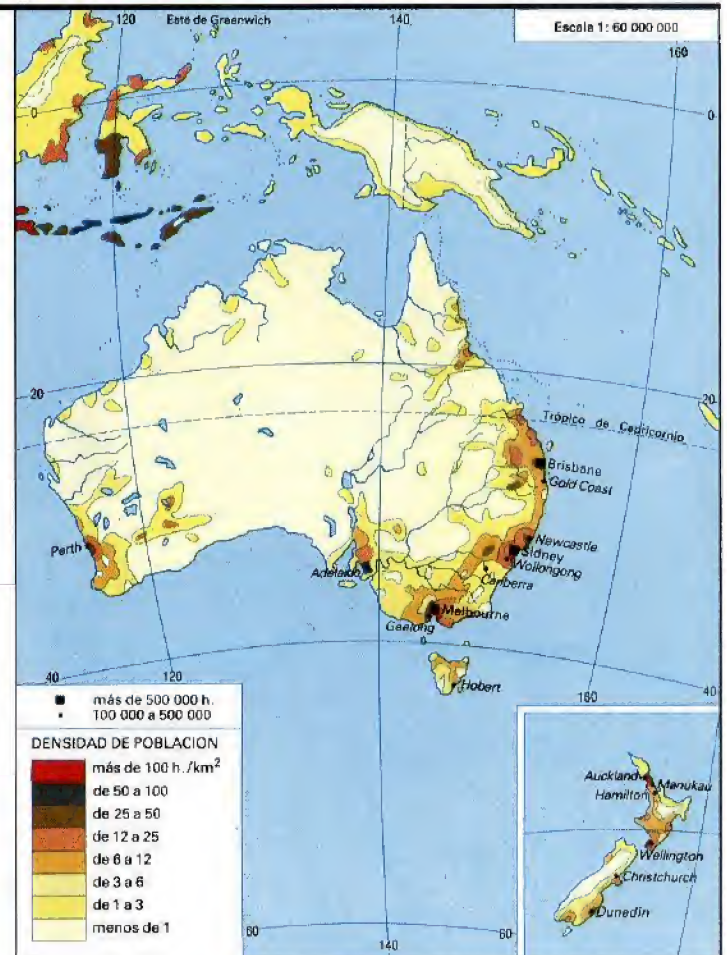 120
Este de Greenwich
140
Escala 1: 60 000 000
160
0
0
20
20
Trópico de Capricornio
Brisbane
Gold Coast
Newcastle
Sidney
Wollongong
Canberra
Perth
Adelaide
Melbourne
Geelong
Hobart
40
120
160
40
más de 500 000 h.
100 000 a 500 000
DENSIDAD DE POBLACION
más de 100 h./km²
de 50 a 100
de 25 a 50
de 12 a 25
de 6 a 12
de 3 a 6
de 1 a 3
menos de 1
60
140
60
Auckland
Manukau
Hamilton
Wellington
Christchurch
Dunedin